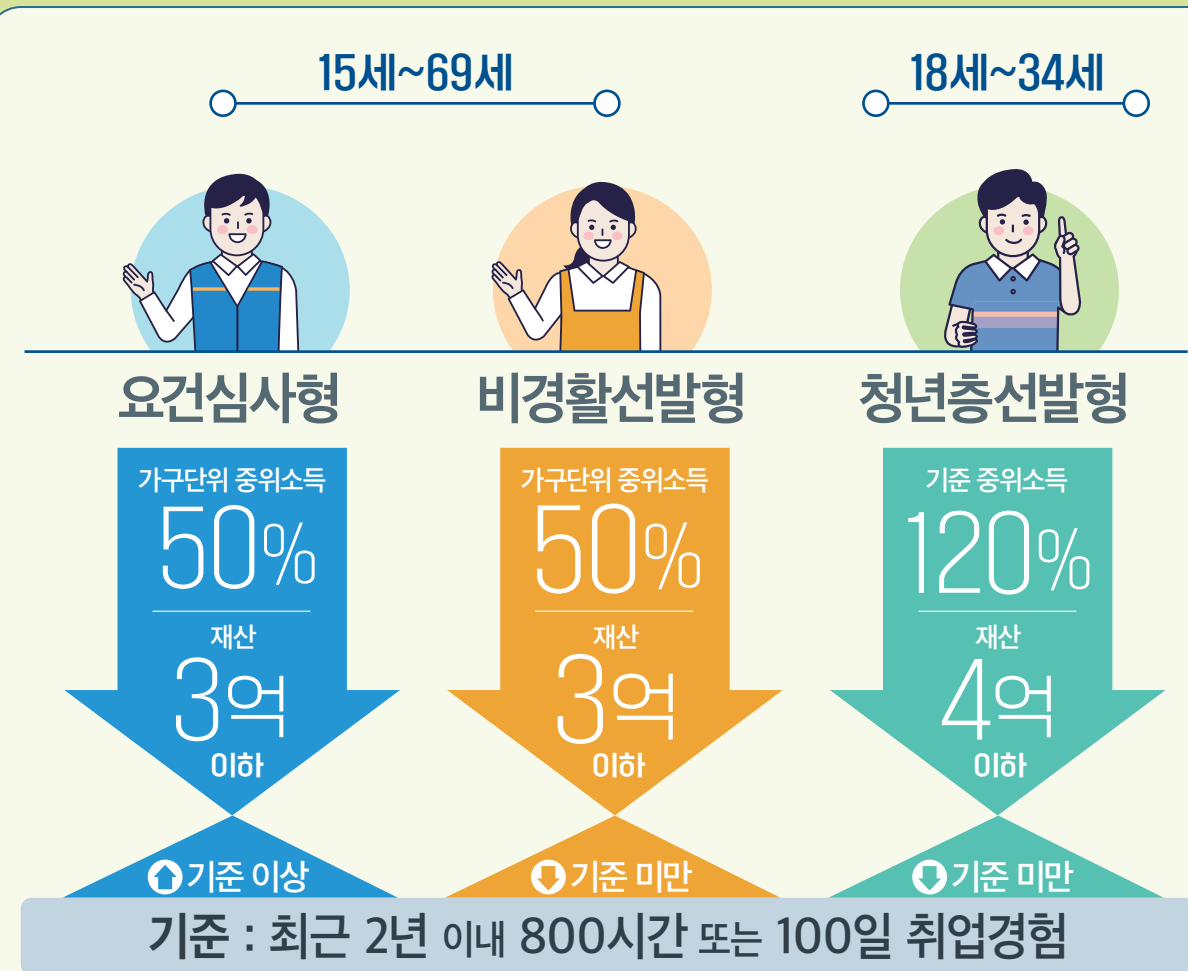 15세~69세
18세~34세
요건심사형
비경활선발형
청년층선발형
가구단위 중위소득
50%
재산
3억
이하
가구단위 중위소득
50%
재산
3억
이하
기준 중위소득
120%
재산
4억
이하
기준 이상
기준 미만
기준 미만
기준 : 최근 2년 이내 800시간 또는 100일 취업경험